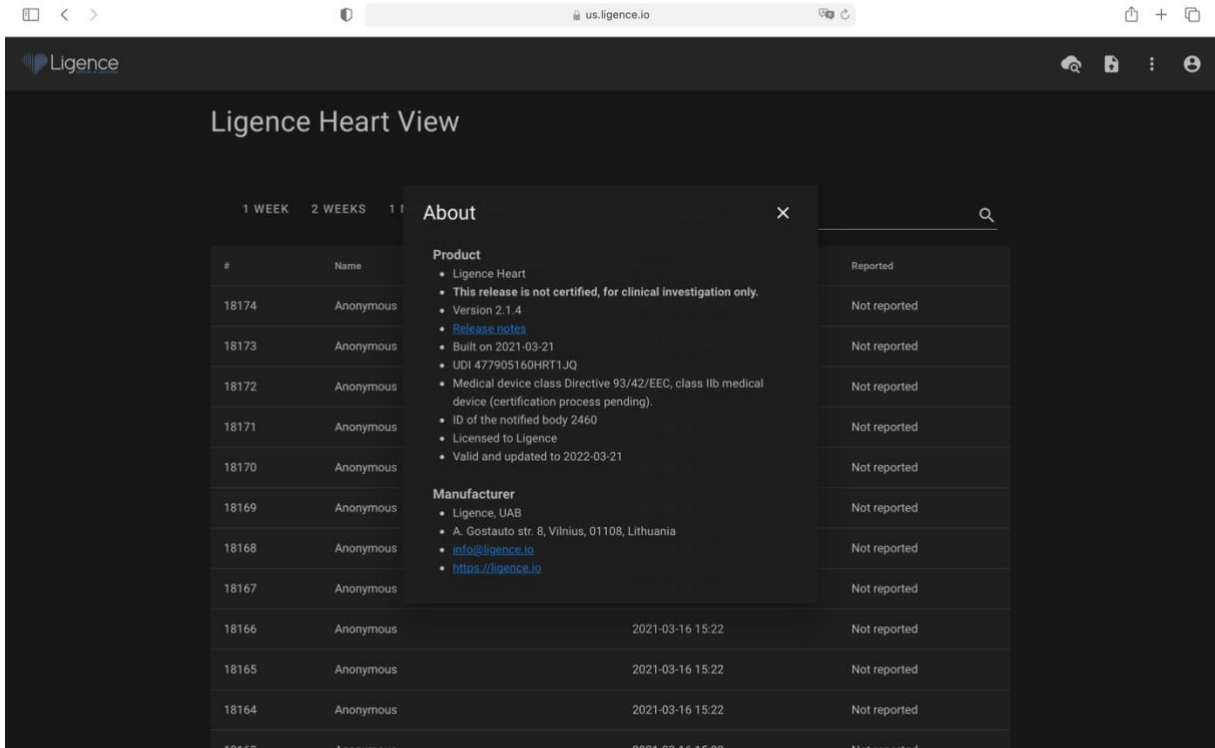 us.ligence.io
Ligence
Ligence Heart View
1 WEEK 2 WEEKS 1
About
# Name Reported
Product
• Ligence Heart
• This release is not certified, for clinical investigation only.
• Version 2.1.4
• Release notes
• Built on 2021-03-21
• UDI 477905160HRT1JQ
• Medical device class Directive 93/42/EEC, class IIb medical
device (certification process pending).
• ID of the notified body 2460
• Licensed to Ligence
• Valid and updated to 2022-03-21
Manufacturer
• Ligence, UAB
• A. Gostauto str. 8, Vilnius, 01108, Lithuania
• info@ligence.io
• https://ligence.io
18174 Anonymous Not reported
18173 Anonymous Not reported
18172 Anonymous Not reported
18171 Anonymous Not reported
18170 Anonymous Not reported
18169 Anonymous Not reported
18168 Anonymous Not reported
18167 Anonymous Not reported
18166 Anonymous 2021-03-16 15:22 Not reported
18165 Anonymous 2021-03-16 15:22 Not reported
18164 Anonymous 2021-03-16 15:22 Not reported